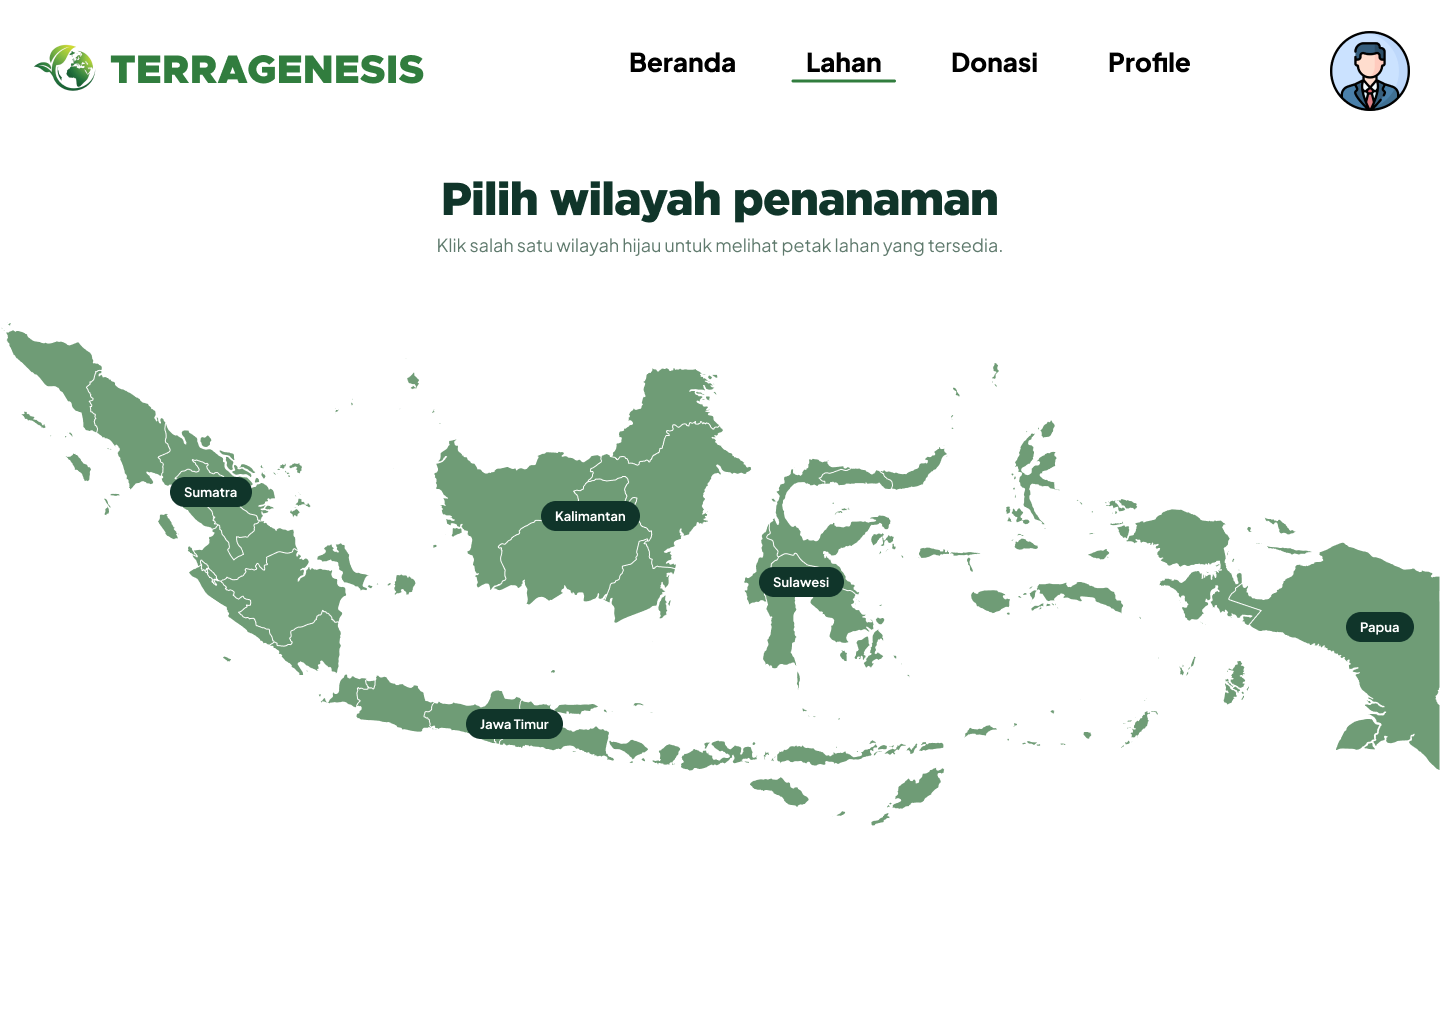 TERRAGENESIS
Beranda Lahan Donasi Profile
Pilih wilayah penanaman
Klik salah satu wilayah hijau untuk melihat petak lahan yang tersedia.
Sumatra
Kalimantan
Sulawesi
Papua
Jawa Timur